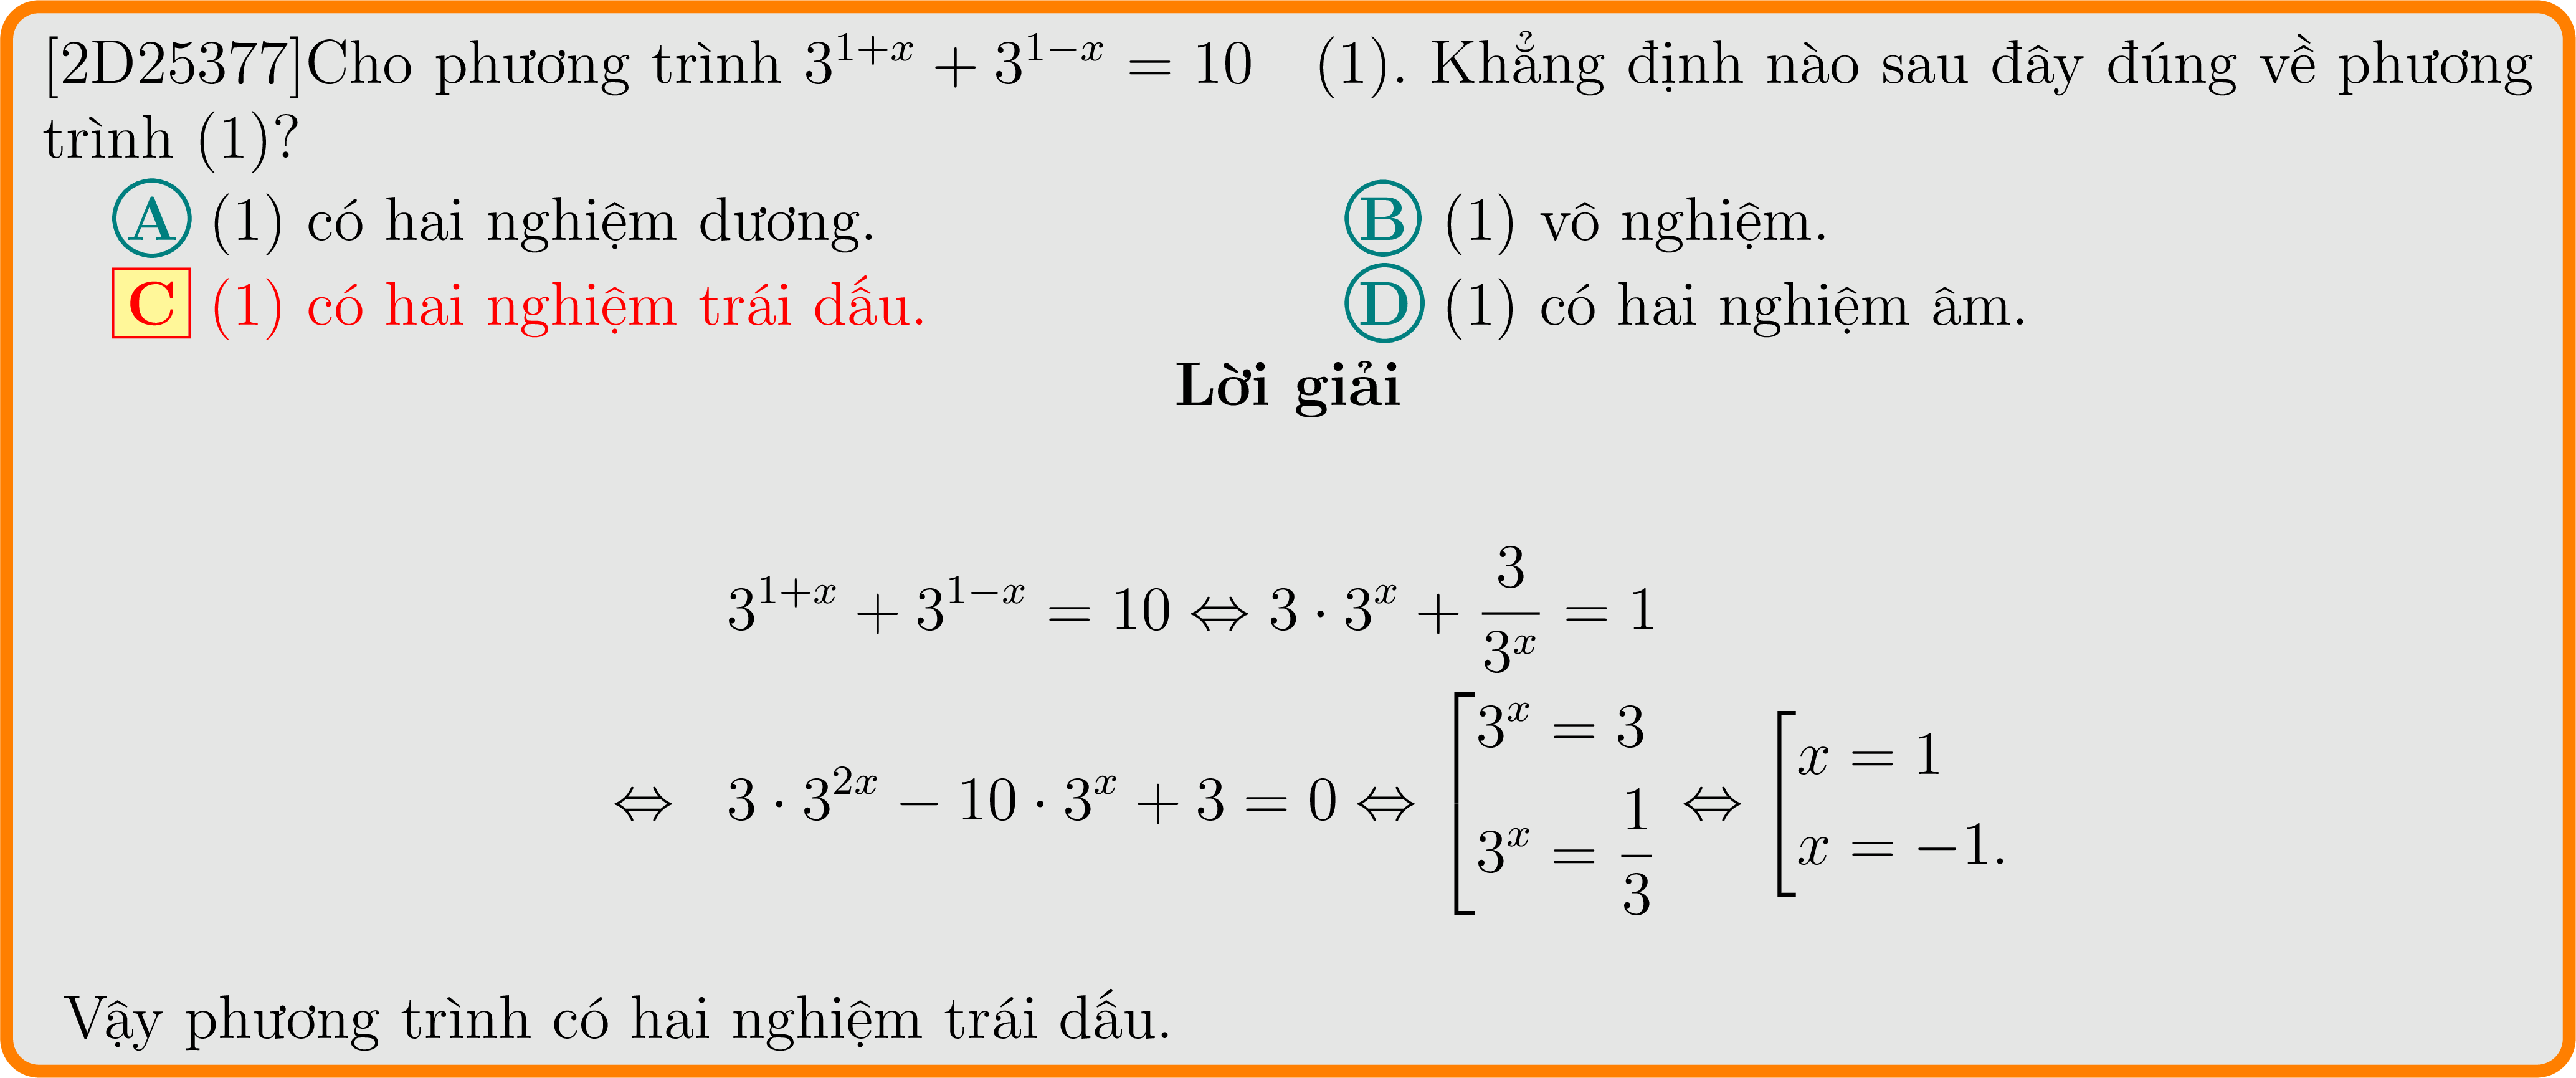 [2D25377]Cho phương trình $3^{1+x} + 3^{1-x} = 10 \quad (1)$. Khẳng định nào sau đây đúng về phương
trình (1)?
A (1) có hai nghiệm dương. B (1) vô nghiệm.
C (1) có hai nghiệm trái dấu. D (1) có hai nghiệm âm.
Lời giải
$3^{1+x} + 3^{1-x} = 10 \Leftrightarrow 3 \cdot 3^x + \dfrac{3}{3^x} = 1$
$\Leftrightarrow 3 \cdot 3^{2x} - 10 \cdot 3^x + 3 = 0 \Leftrightarrow \left[\begin{array}{l} 3^x = 3 \\ 3^x = \dfrac{1}{3} \end{array}\right. \Leftrightarrow \left[\begin{array}{l} x = 1 \\ x = -1. \end{array}\right.$
Vậy phương trình có hai nghiệm trái dấu.